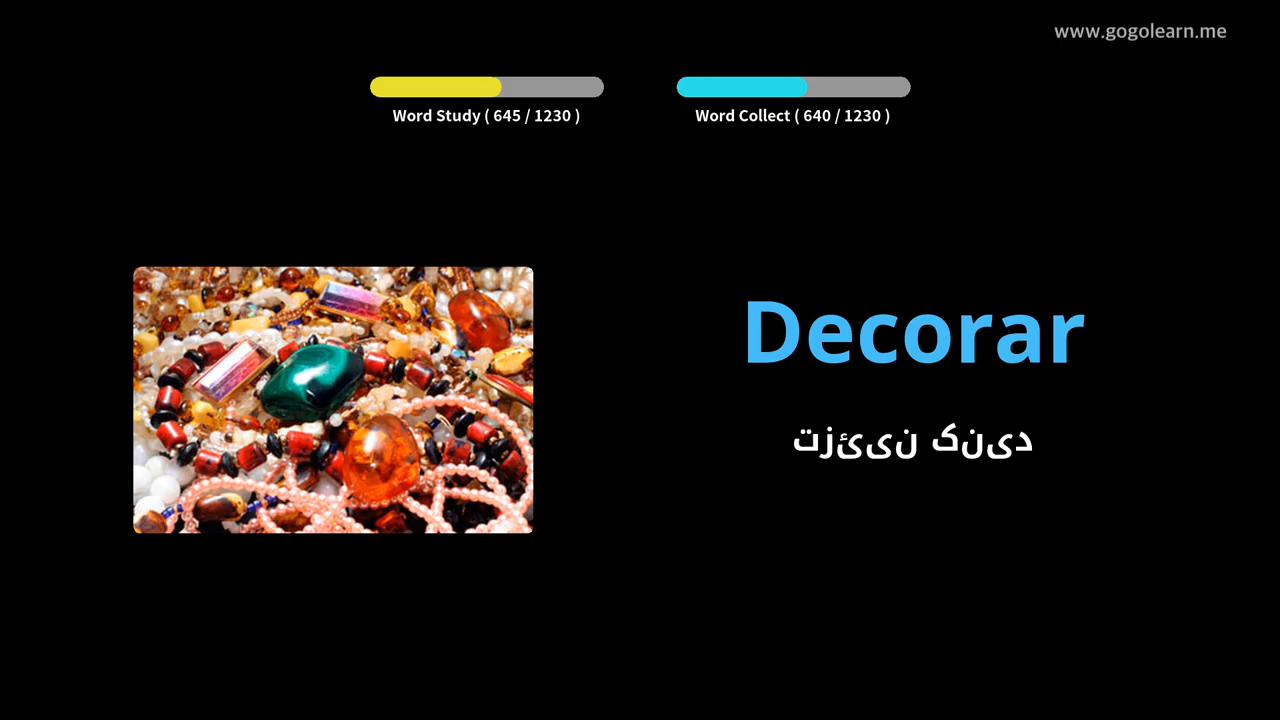 www.gogolearn.me
Word Study ( 645 / 1230 )
Word Collect ( 640 / 1230 )
Decorar
تزئین کنید